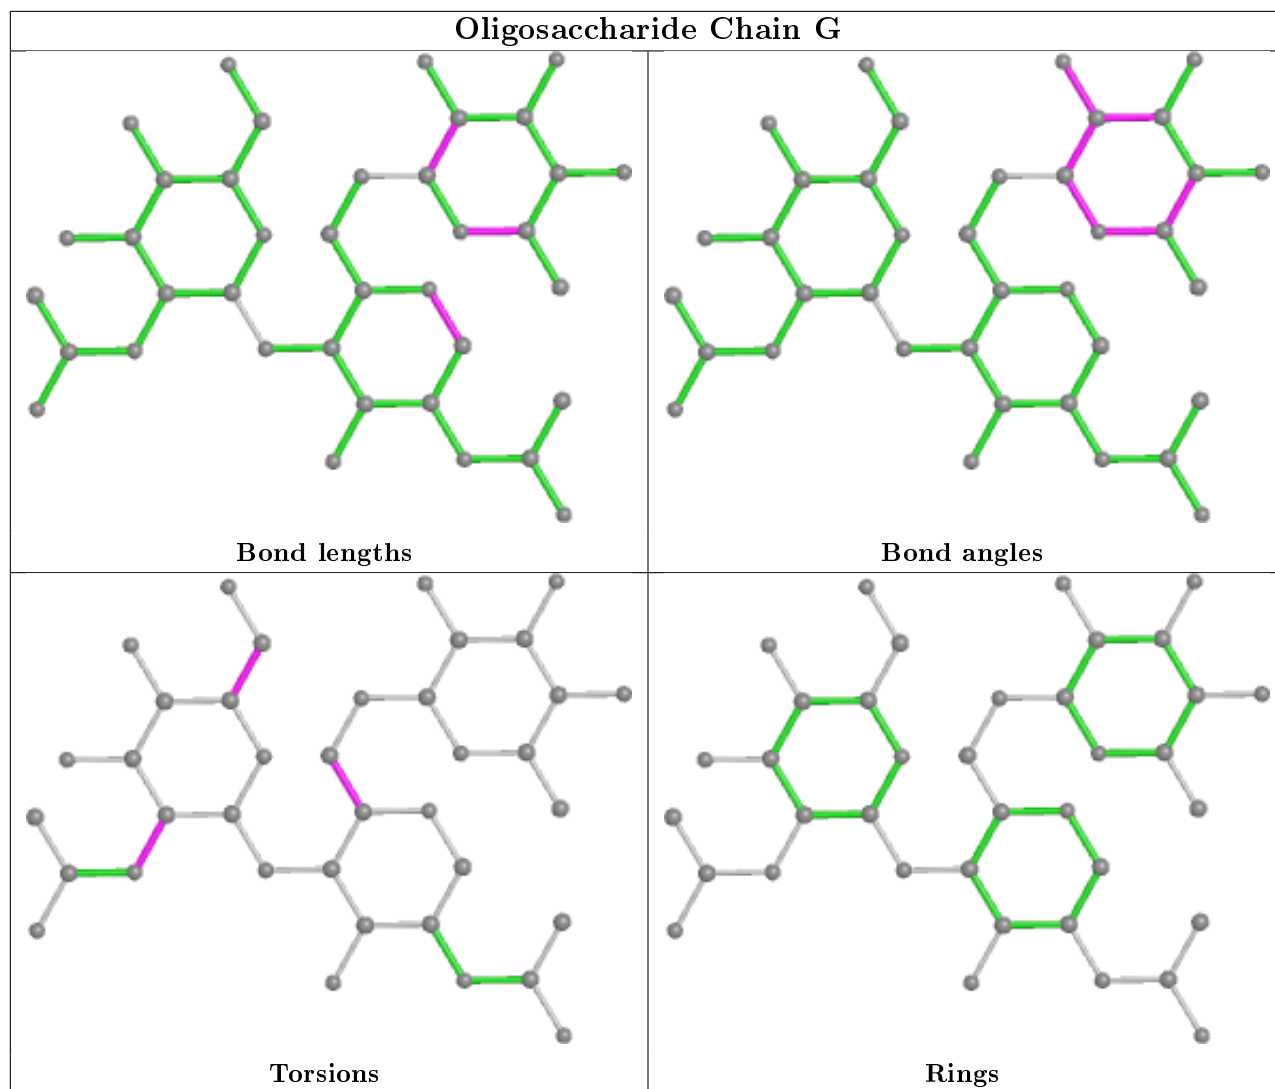 Oligosaccharide Chain G
Bond lengths
Bond angles
Torsions
Rings